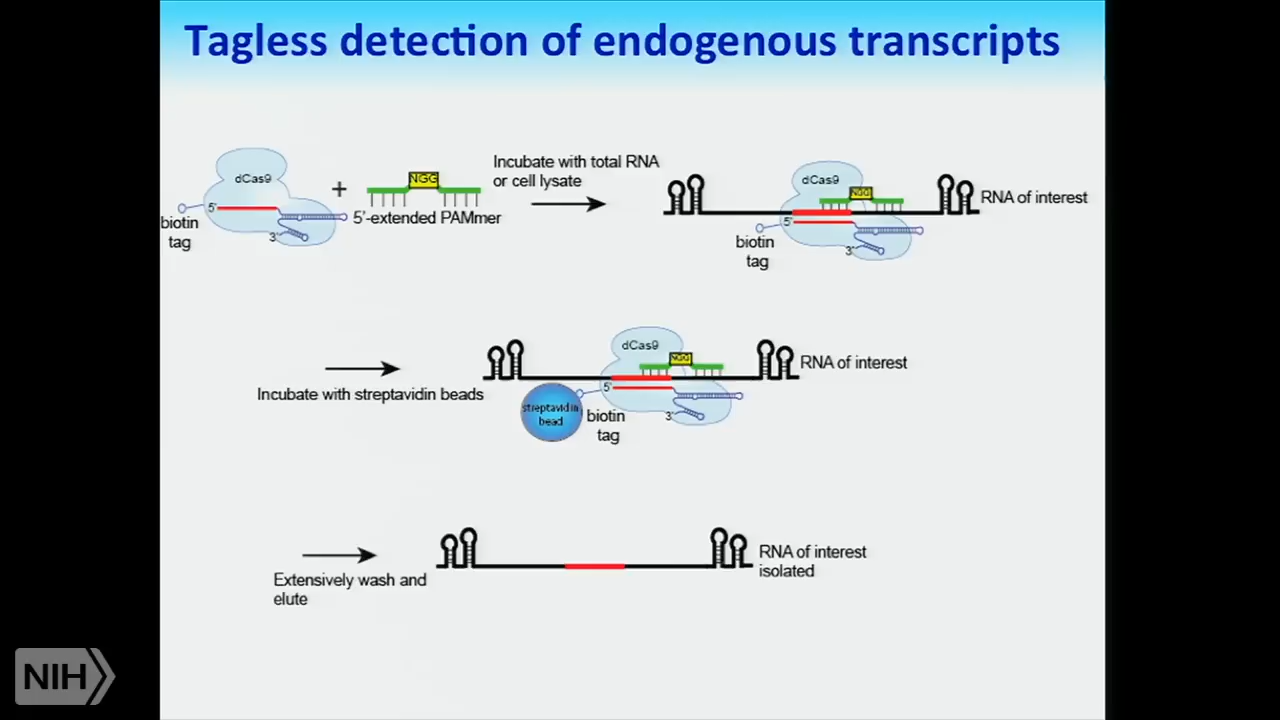 Tagless detection of endogenous transcripts
dCas9
5'
3'
biotin
tag
+
NGG
5'-extended PAMmer
Incubate with total RNA
or cell lysate
dCas9
NGG
5'
3'
biotin
tag
RNA of interest
Incubate with streptavidin beads
dCas9
NGG
5'
3'
streptavidin
bead
biotin
tag
RNA of interest
Extensively wash and
elute
RNA of interest
isolated
NIH